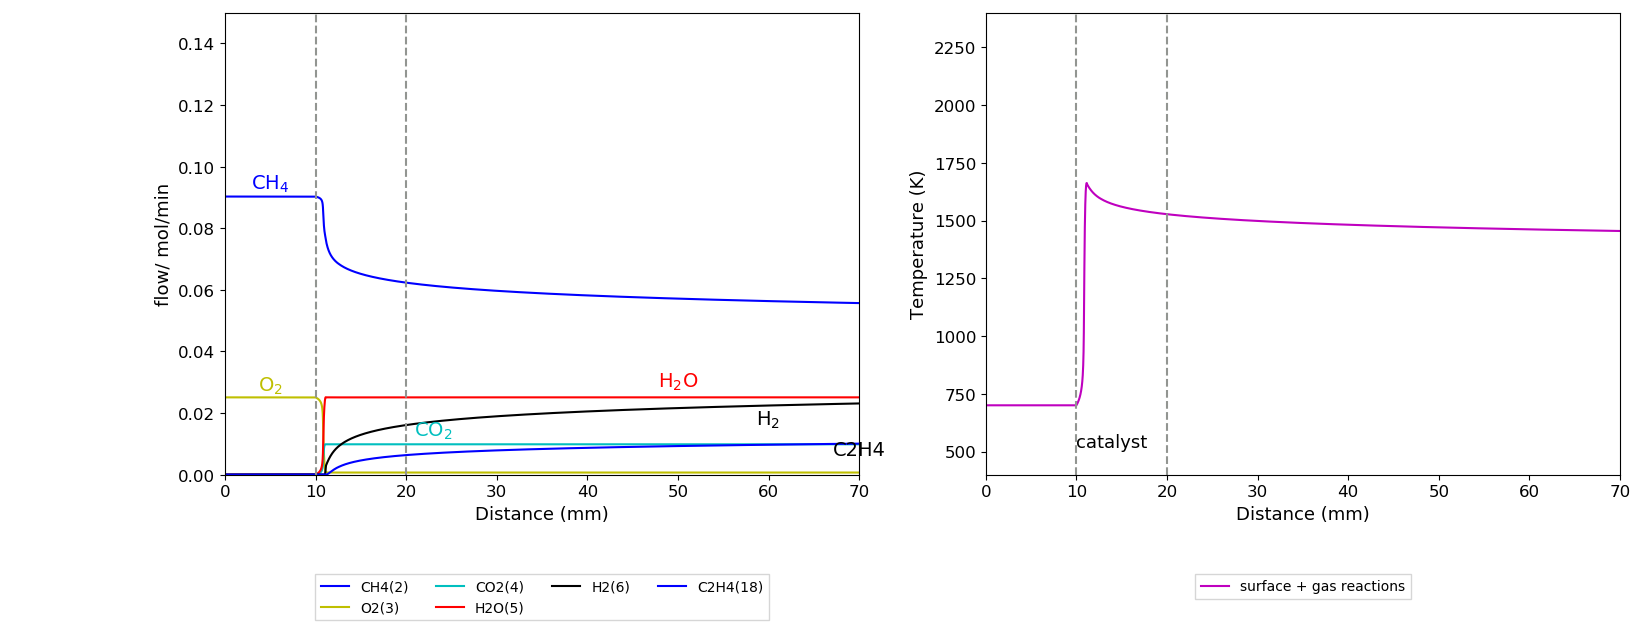 0.14
0.12
0.10
0.08
0.06
0.04
0.02
0.00
flow/ mol/min
CH4
O2
H2O
H2
CO2
C2H4
0 10 20 30 40 50 60 70
Distance (mm)
CH4(2) CO2(4) H2(6) C2H4(18)
O2(3) H2O(5)
2250
2000
1750
1500
1250
1000
750
500
Temperature (K)
catalyst
0 10 20 30 40 50 60 70
Distance (mm)
surface + gas reactions